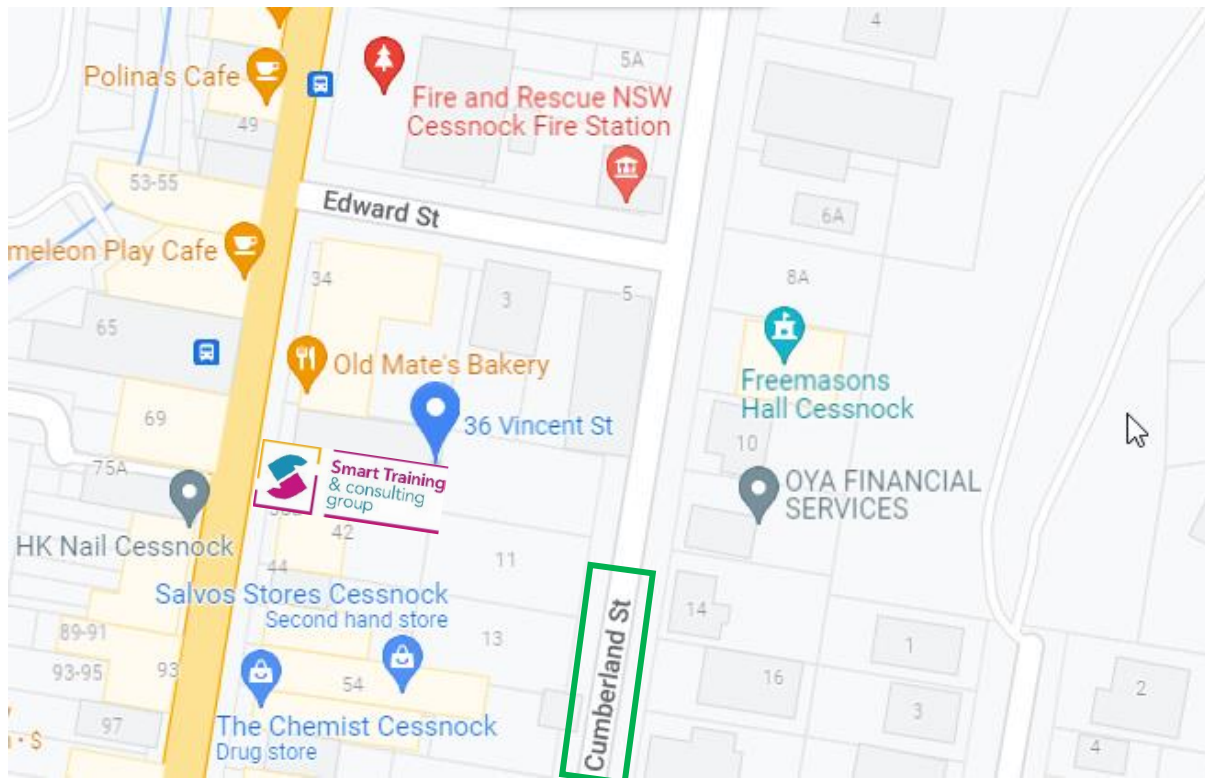 4
5A
Polina's Cafe
Fire and Rescue NSW
Cessnock Fire Station
49
53-55
Edward St
6A
meleon Play Cafe
34
8A
3
5
65
Old Mate's Bakery
Freemasons
Hall Cessnock
69
36 Vincent St
10
75A
Smart Training
& consulting
group
OYA FINANCIAL
SERVICES
42
HK Nail Cessnock
11
44
Salvos Stores Cessnock
Second hand store
14
Cumberland St
89-91
13
1
93-95
93
54
16
2
3
97
The Chemist Cessnock
Drug store
· $
4